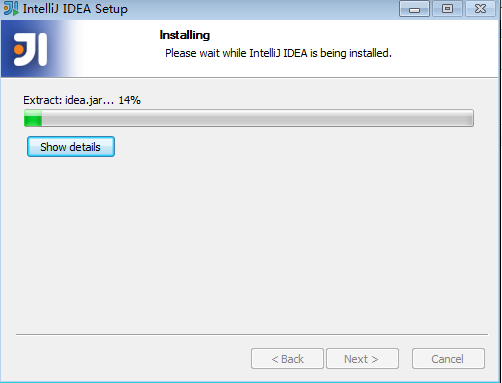 IntelliJ IDEA Setup
Installing
Please wait while IntelliJ IDEA is being installed.
Extract: idea.jar... 14%
Show details
< Back
Next >
Cancel